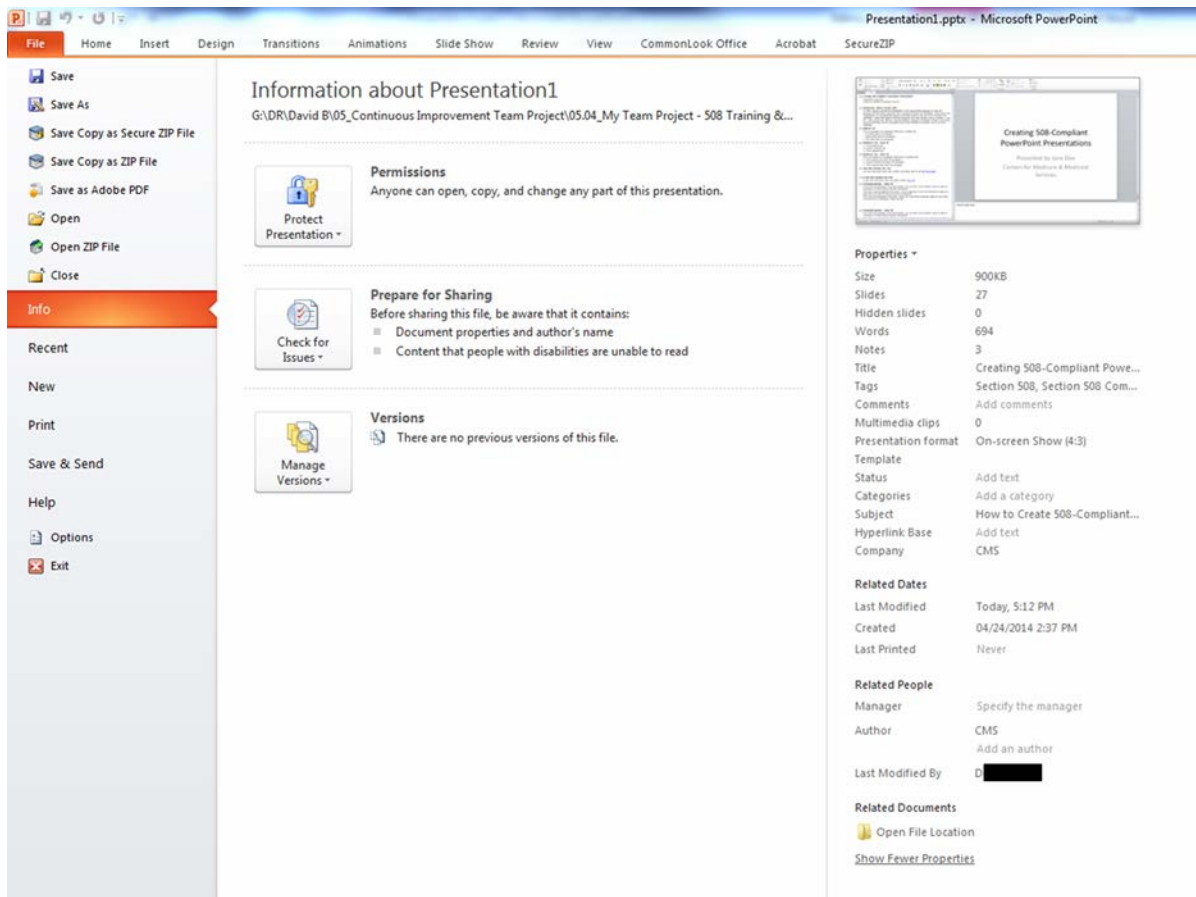 Presentation1.pptx - Microsoft PowerPoint
File Home Insert Design Transitions Animations Slide Show Review View CommonLook Office Acrobat SecureZIP
Save
Save As
Save Copy as Secure ZIP File
Save Copy as ZIP File
Save as Adobe PDF
Open
Open ZIP File
Close
Info
Recent
New
Print
Save & Send
Help
Options
Exit
Information about Presentation1
G:\DR\David B\05_Continuous Improvement Team Project\05.04_My Team Project - 508 Training &...
Protect
Presentation
Permissions
Anyone can open, copy, and change any part of this presentation.
Check for
Issues
Prepare for Sharing
Before sharing this file, be aware that it contains:
Document properties and author's name
Content that people with disabilities are unable to read
Manage
Versions
Versions
There are no previous versions of this file.
Creating 508-Compliant
PowerPoint Presentations
Presented by Jane Doe
Centers for Medicare & Medicaid
Services
Properties
Size 900KB
Slides 27
Hidden slides 0
Words 694
Notes 3
Title Creating 508-Compliant Powe...
Tags Section 508, Section 508 Com...
Comments Add comments
Multimedia clips 0
Presentation format On-screen Show (4:3)
Template
Status Add text
Categories Add a category
Subject How to Create 508-Compliant...
Hyperlink Base Add text
Company CMS
Related Dates
Last Modified Today, 5:12 PM
Created 04/24/2014 2:37 PM
Last Printed Never
Related People
Manager Specify the manager
Author CMS
Add an author
Last Modified By D
Related Documents
Open File Location
Show Fewer Properties